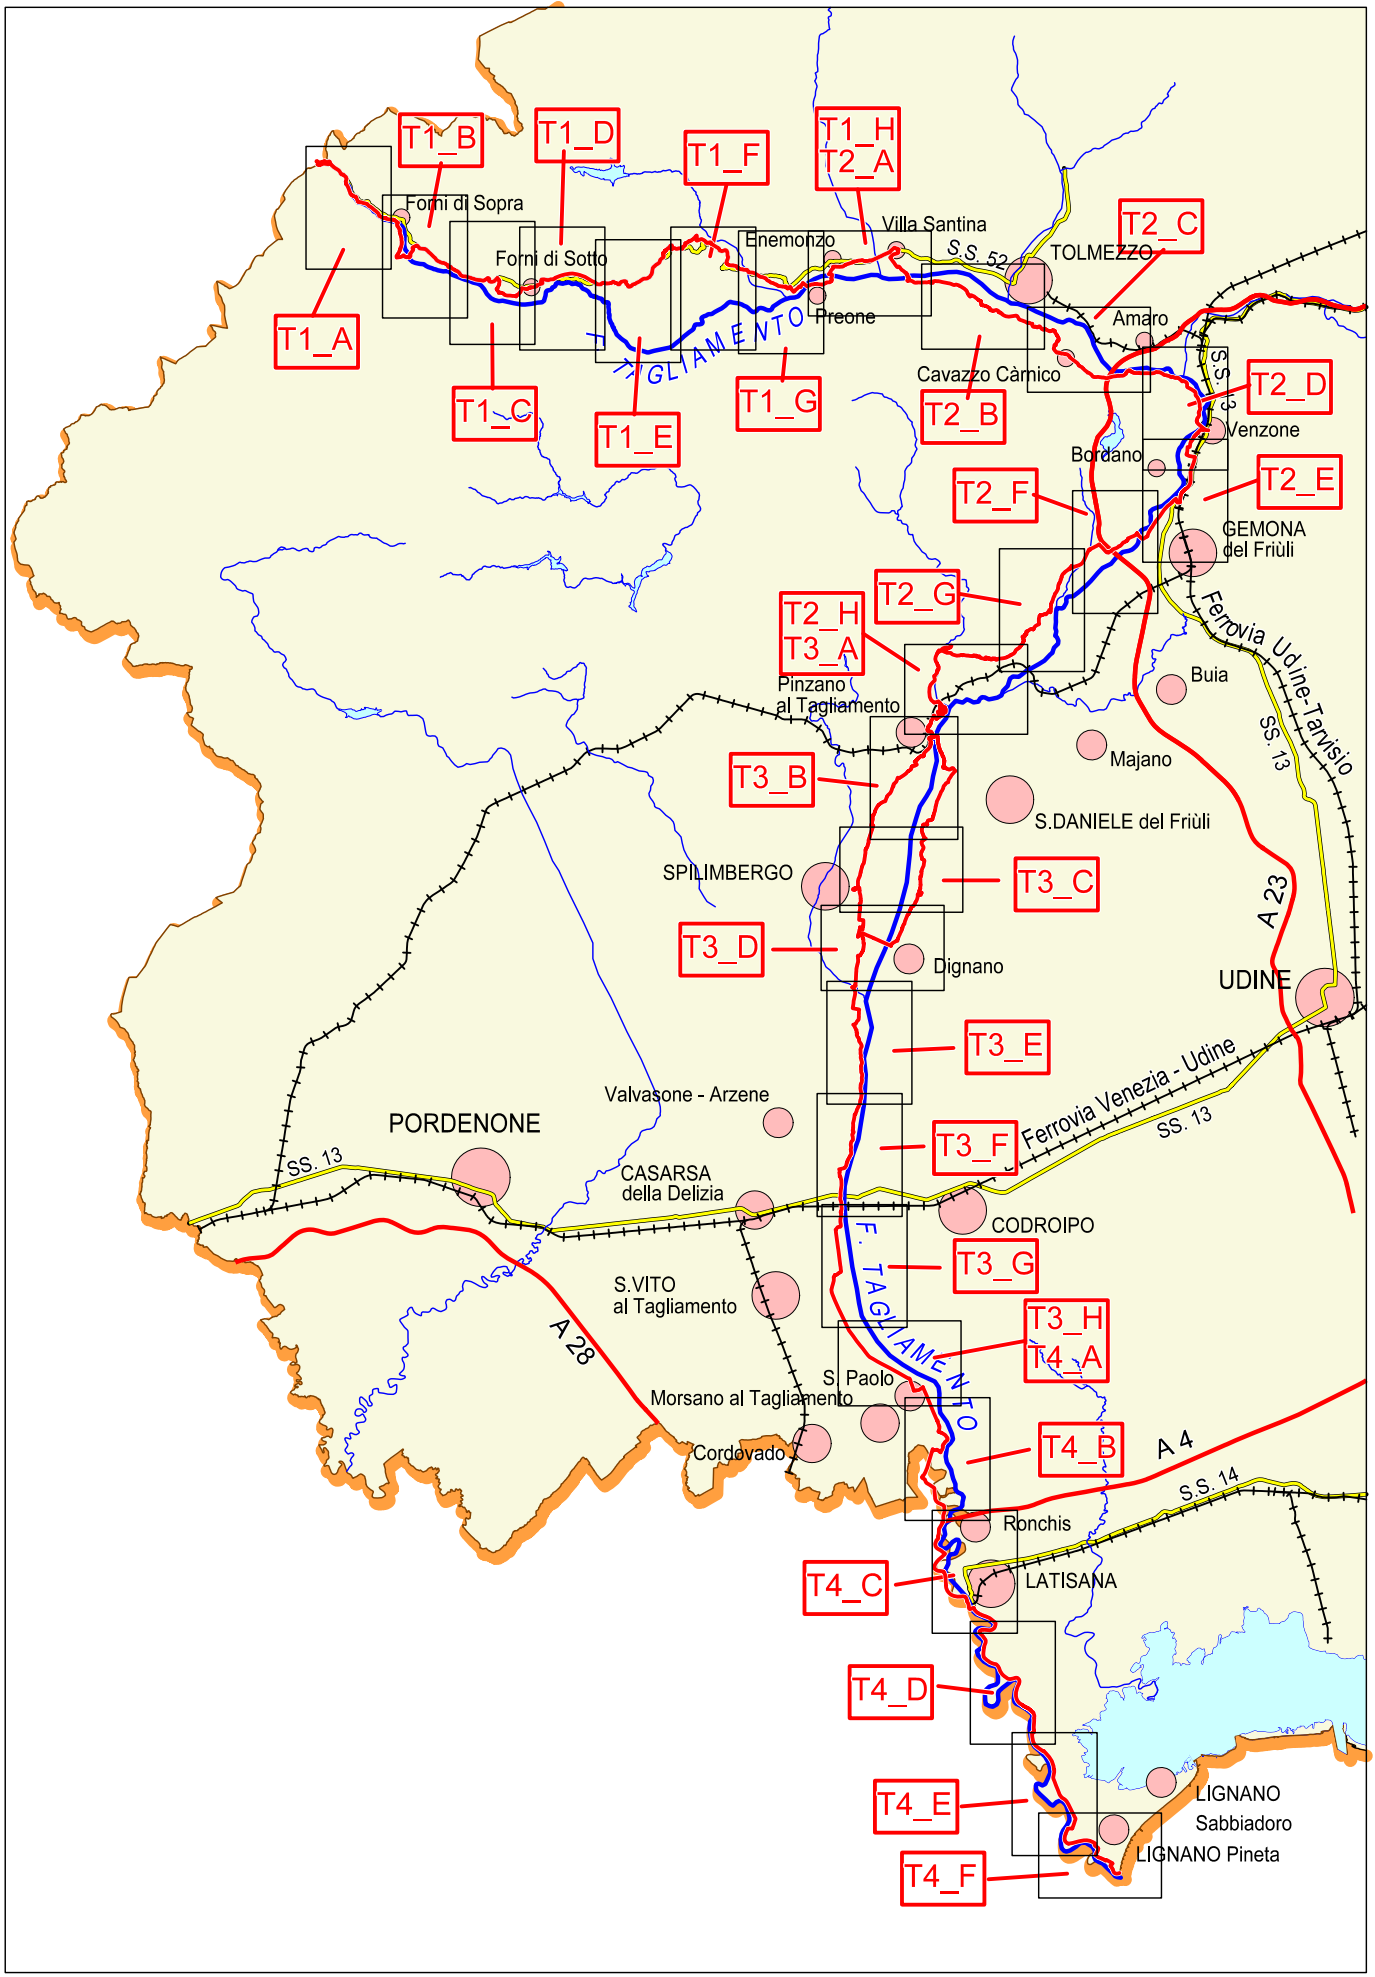 T1_B
T1_D
T1_F
T1_H
T2_A
Forni di Sopra
Villa Santina
T2_C
Enemonzo
S.S. 52
TOLMEZZO
Forni di Sotto
T1_A
Preone
Amaro
F. TAGLIAMENTO
S.S. 13
T1_C
T1_E
T1_G
Cavazzo Càrnico
T2_B
T2_D
Venzone
Bordano
T2_F
T2_E
GEMONA
del Friùli
T2_G
T2_H
T3_A
Ferrovia Udine-Tarvisio
Pinzano
al Tagliamento
Buia
SS. 13
Majano
T3_B
S.DANIELE del Friùli
SPILIMBERGO
T3_C
A 23
T3_D
Dignano
UDINE
T3_E
Ferrovia Venezia - Udine
Valvasone - Arzene
SS. 13
PORDENONE
T3_F
SS. 13
CASARSA
della Delizia
CODROIPO
F. TAGLIAMENTO
T3_G
S.VITO
al Tagliamento
A 28
T3_H
T4_A
S. Paolo
Morsano al Tagliamento
Cordovado
T4_B
A 4
S.S. 14
Ronchis
T4_C
LATISANA
T4_D
T4_E
LIGNANO
Sabbiadoro
LIGNANO Pineta
T4_F